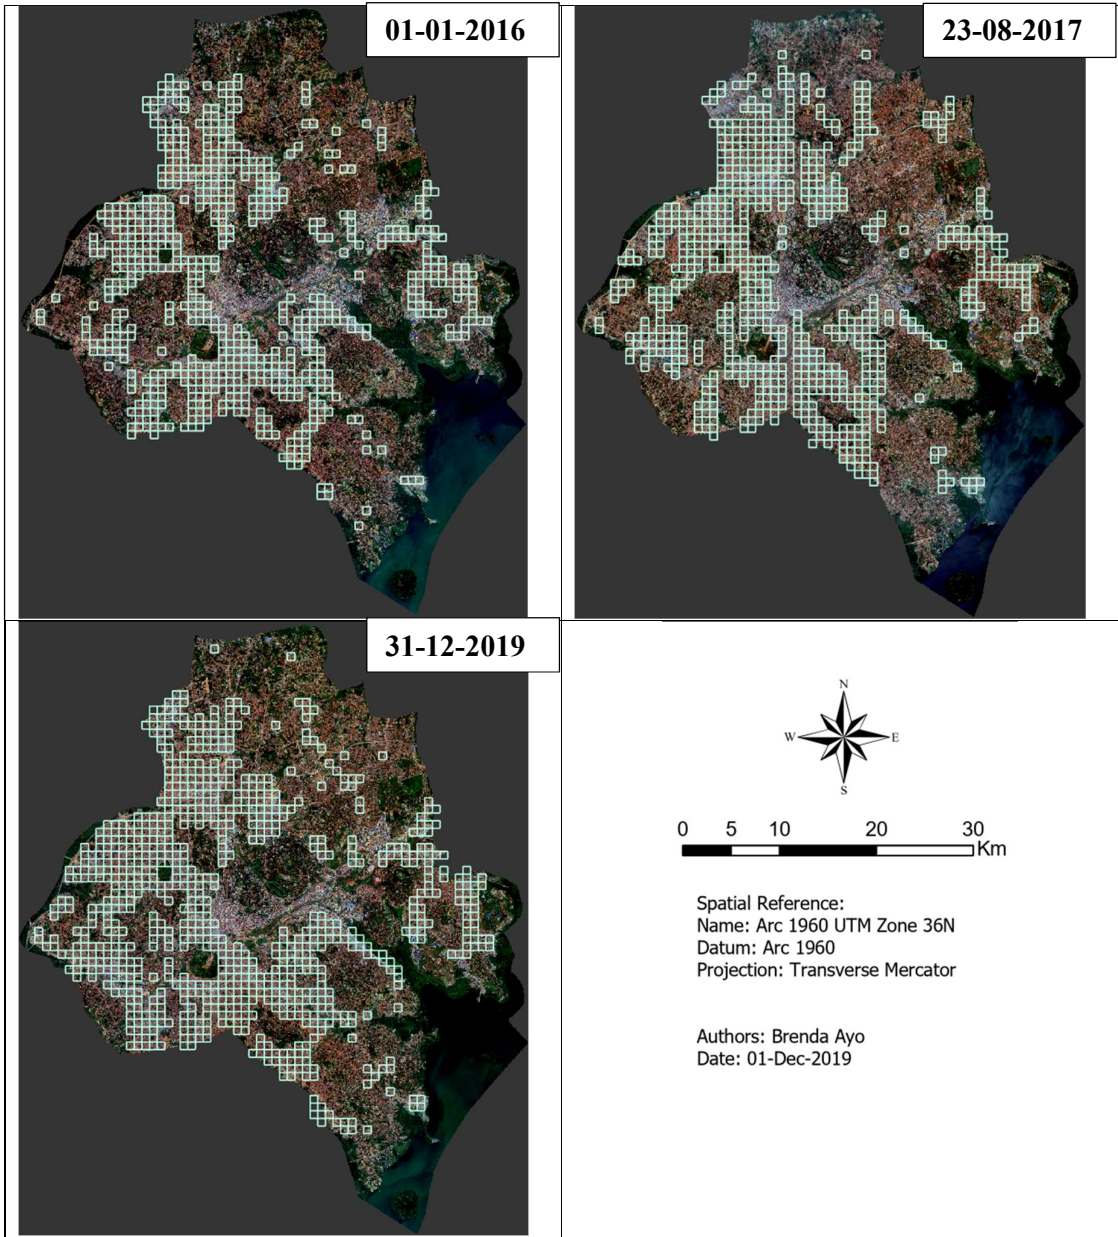 01-01-2016
23-08-2017
31-12-2019
N
W E
S
0 5 10 20 30
Km
Spatial Reference:
Name: Arc 1960 UTM Zone 36N
Datum: Arc 1960
Projection: Transverse Mercator
Authors: Brenda Ayo
Date: 01-Dec-2019